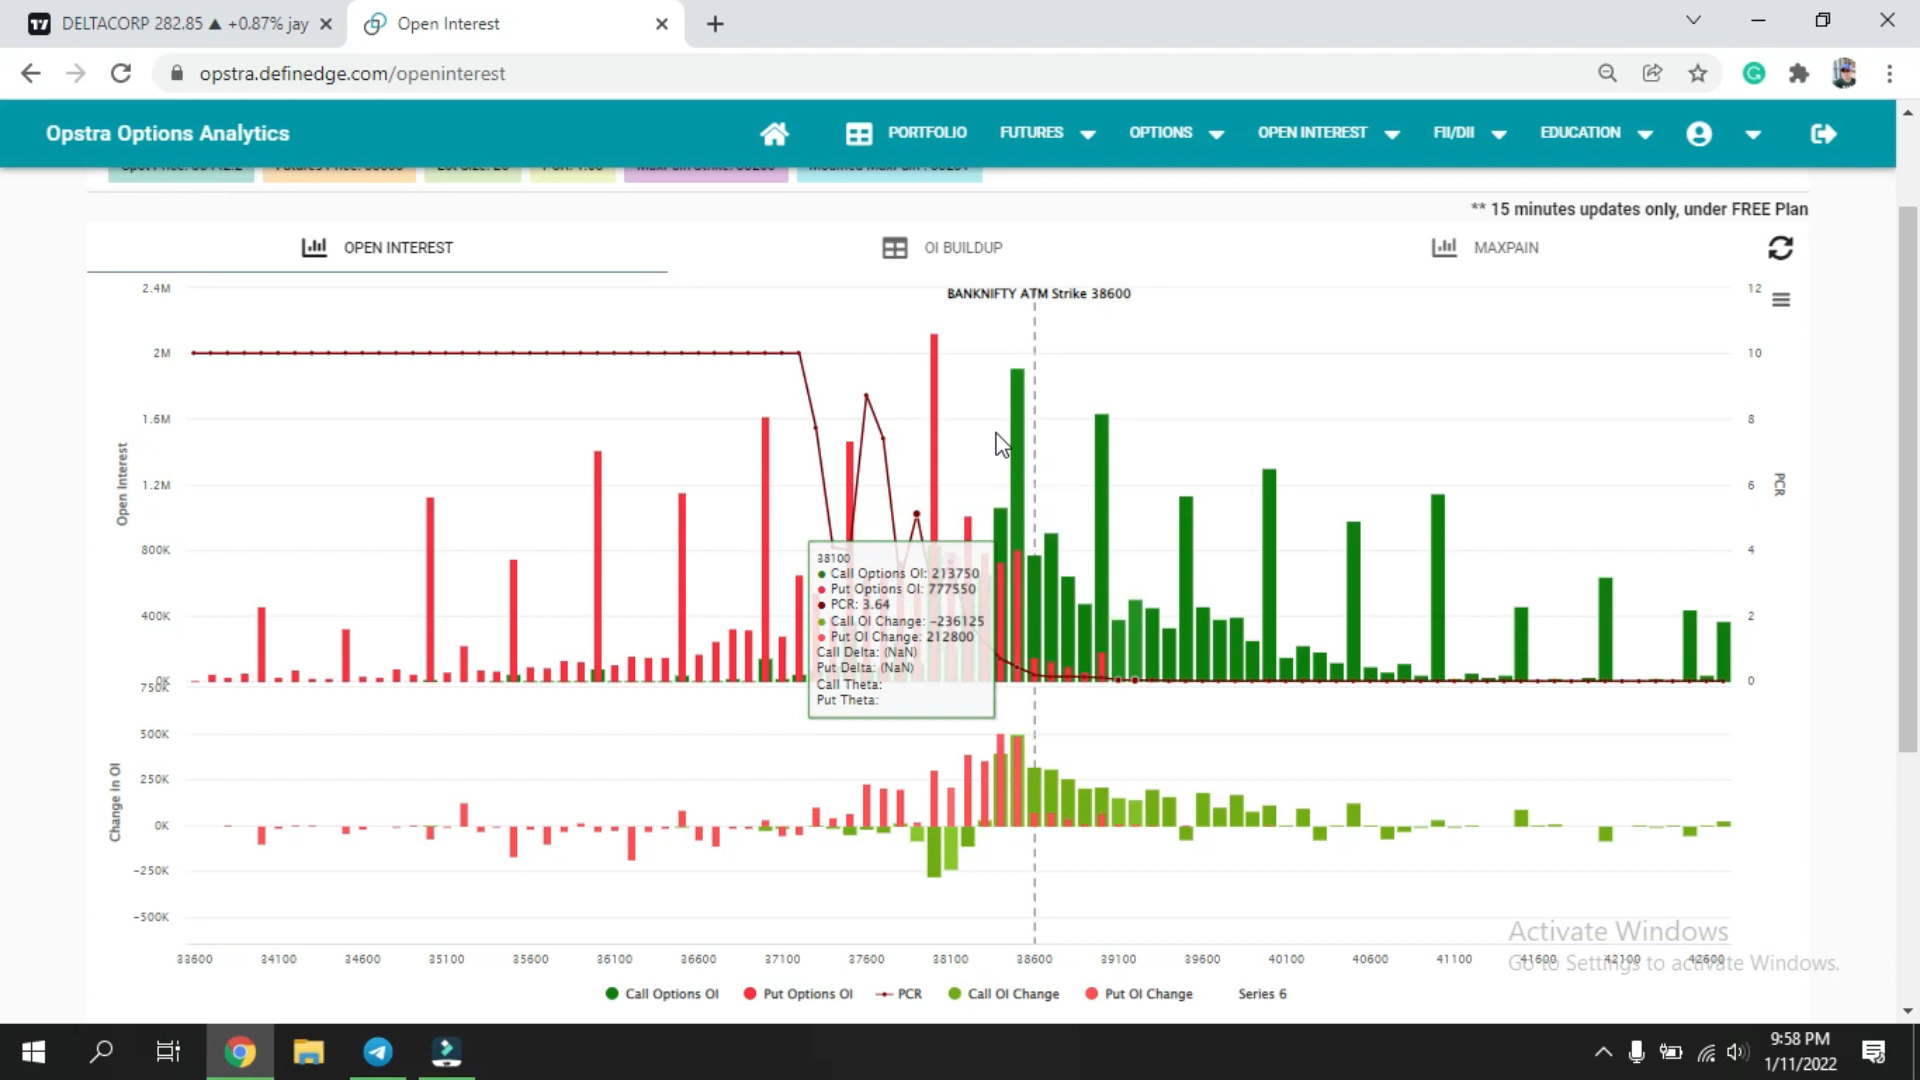 DELTACORP 282.85 ▲ +0.87% jay
Open Interest
opstra.definedge.com/openinterest
Opstra Options Analytics
PORTFOLIO
FUTURES
OPTIONS
OPEN INTEREST
FII/DII
EDUCATION
** 15 minutes updates only, under FREE Plan
OPEN INTEREST
OI BUILDUP
MAXPAIN
BANKNIFTY ATM Strike 38600
2.4M
2M
1.6M
1.2M
800K
400K
0K
Open Interest
12
10
8
6
4
2
0
PCR
38100
Call Options OI: 213750
Put Options OI: 777550
PCR: 3.64
Call OI Change: -236125
Put OI Change: 212800
Call Delta: (NaN)
Put Delta: (NaN)
Call Theta:
Put Theta:
750K
500K
250K
0K
-250K
-500K
Change in OI
33600 34100 34600 35100 35600 36100 36600 37100 37600 38100 38600 39100 39600 40100 40600 41100 41600 42100 42600
Activate Windows
Go to Settings to activate Windows.
Call Options OI
Put Options OI
PCR
Call OI Change
Put OI Change
Series 6
9:58 PM
1/11/2022